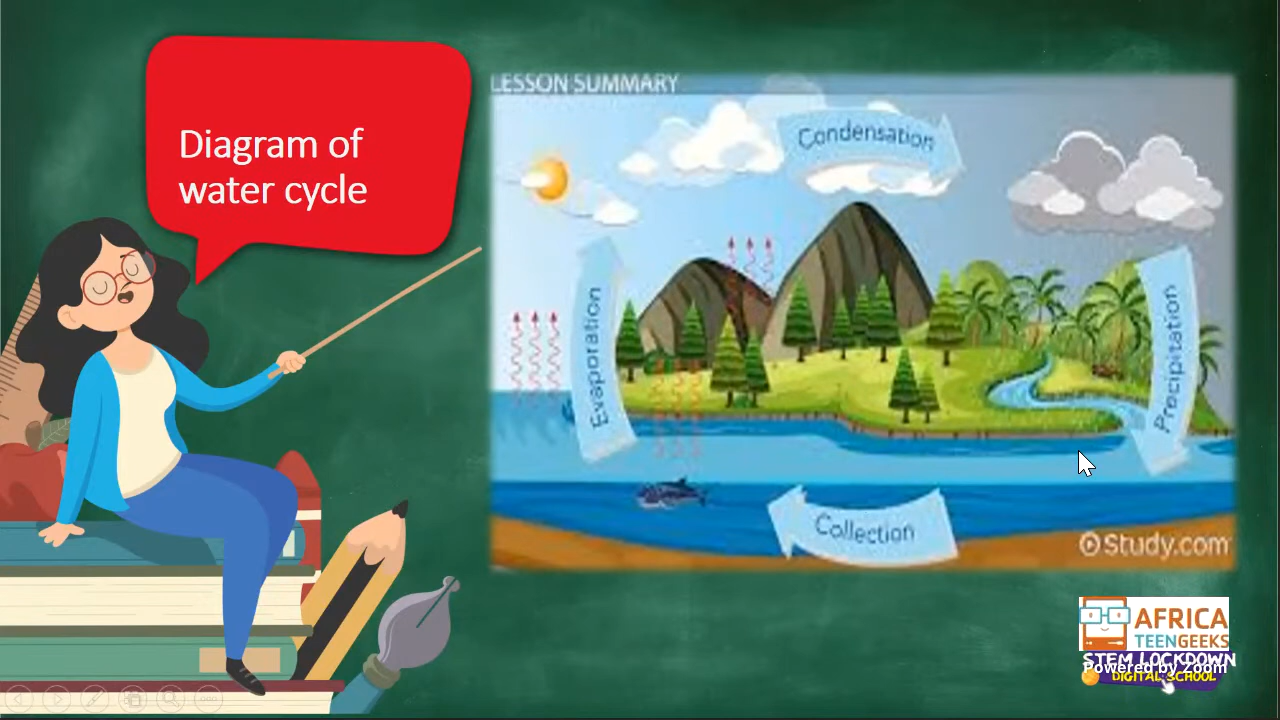 Diagram of
water cycle
LESSON SUMMARY
Condensation
Evaporation
Precipitation
Collection
Study.com
AFRICA
TEENGEEKS
STEM LOCKDOWN
Powered by Zoom
DIGITAL SCHOOL